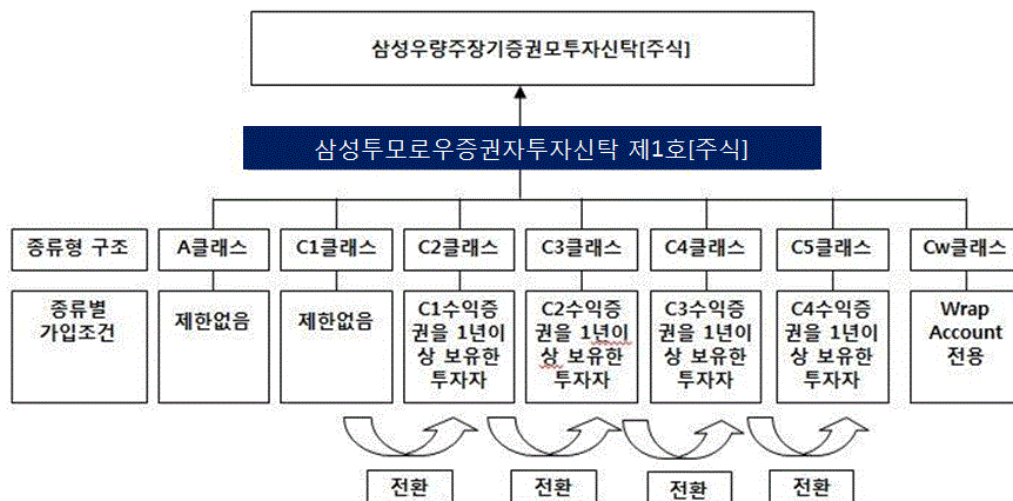 삼성우량주장기증권모투자신탁[주식]
삼성투모로우증권자투자신탁 제1호[주식]
종류형 구조
A클래스
C1클래스
C2클래스
C3클래스
C4클래스
C5클래스
Cw클래스
종류별
가입조건
제한없음
제한없음
C1수익증
권을 1년이
상 보유한
투자자
C2수익증
권을 1년이
상 보유한
투자자
C3수익증
권을 1년이
상 보유한
투자자
C4수익증
권을 1년이
상 보유한
투자자
Wrap
Account
전용
전환
전환
전환
전환